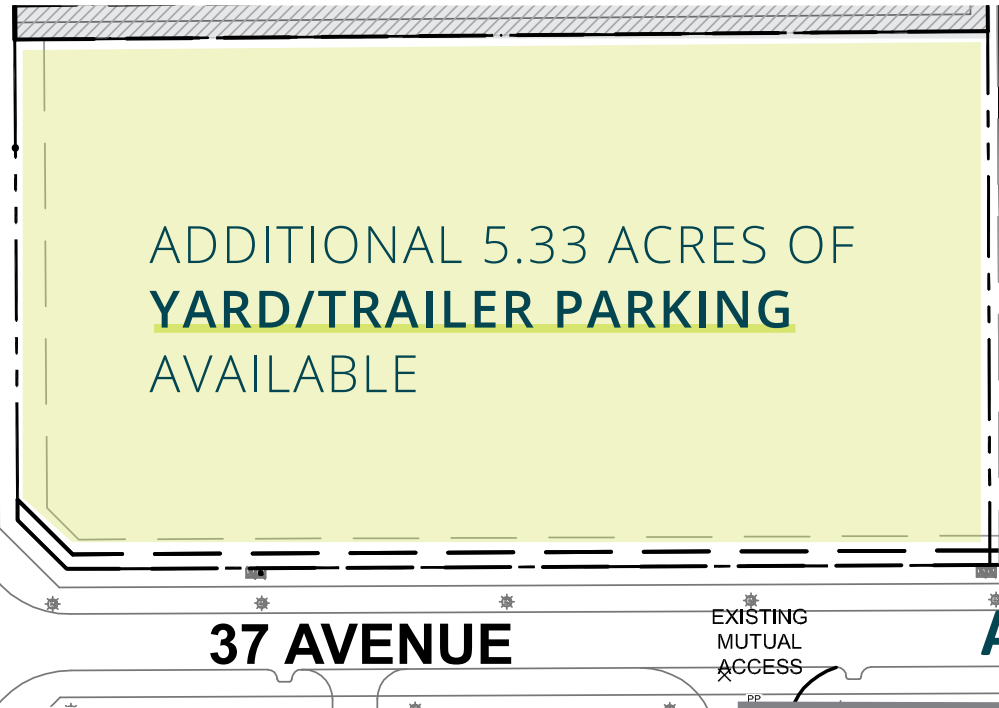 ADDITIONAL 5.33 ACRES OF
YARD/TRAILER PARKING
AVAILABLE
37 AVENUE
EXISTING
MUTUAL
ACCESS
PP
A